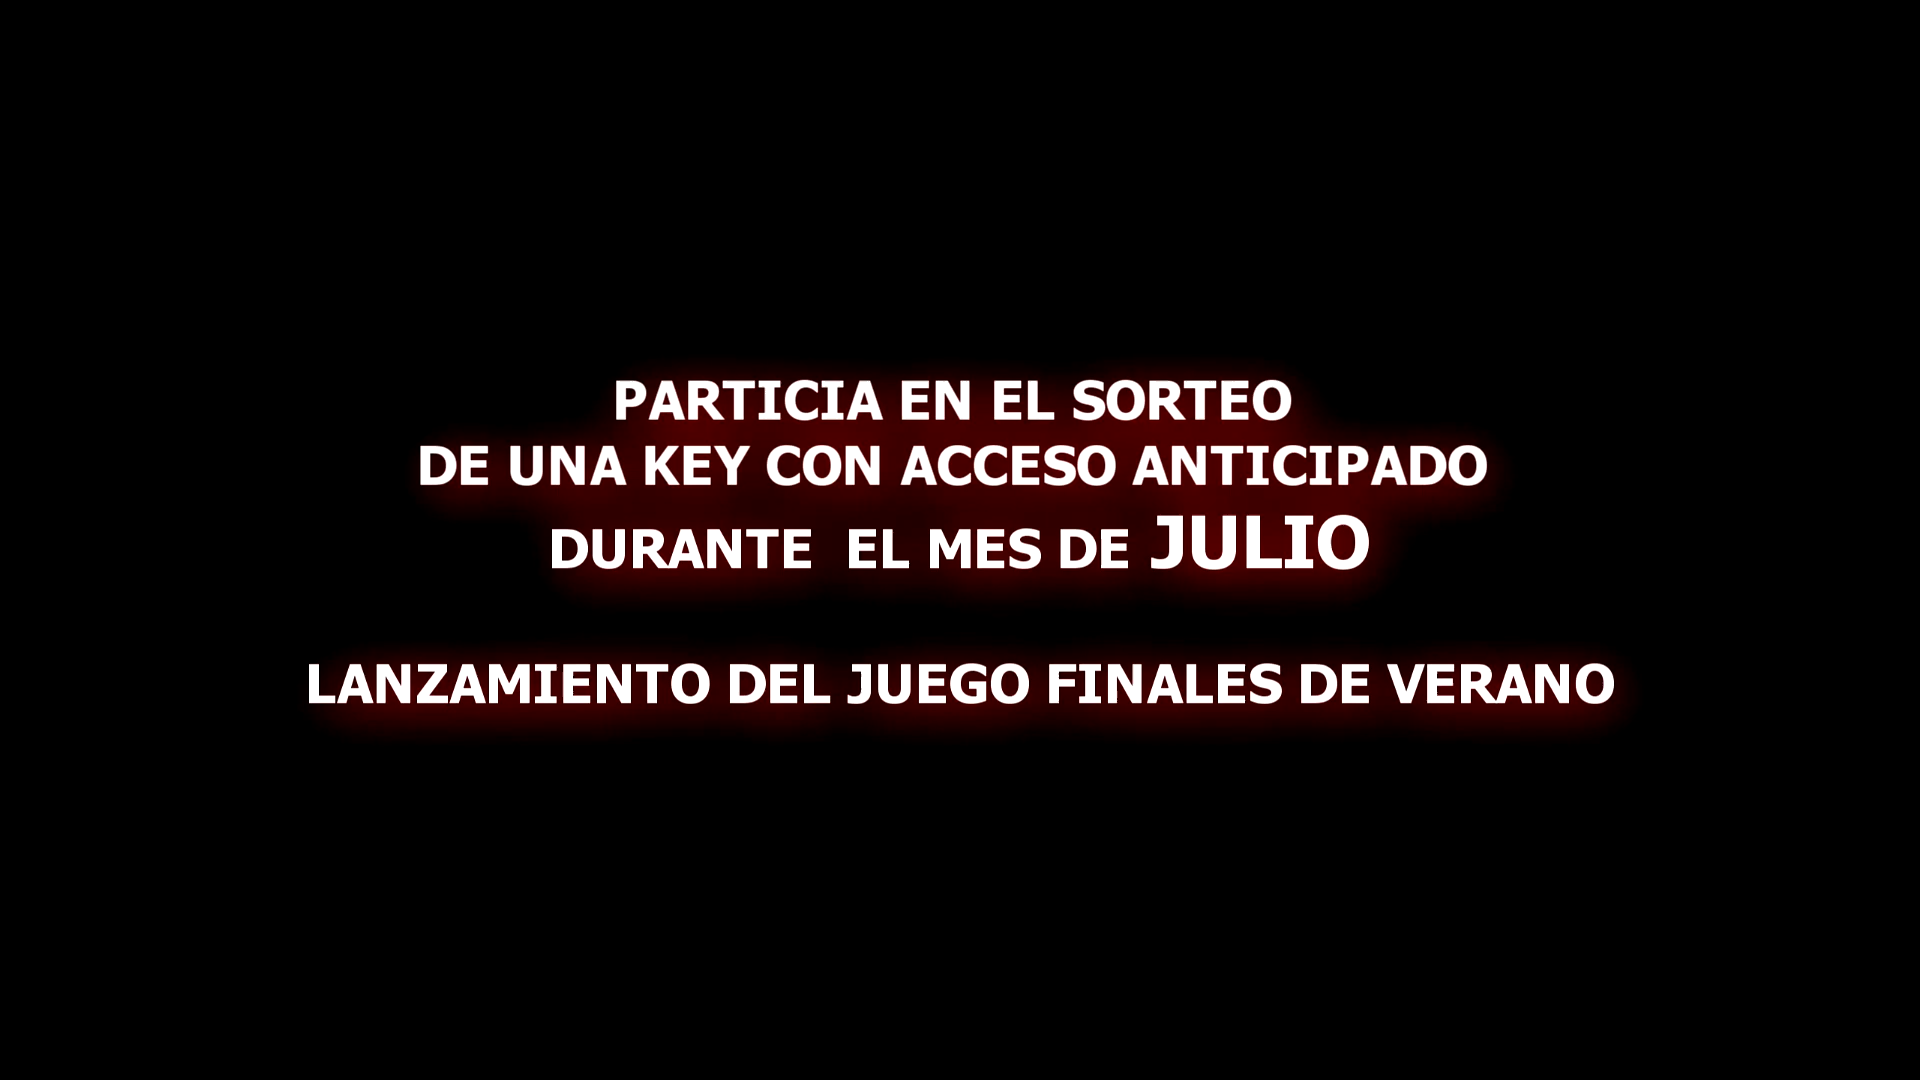 PARTICIA EN EL SORTEO
DE UNA KEY CON ACCESO ANTICIPADO
DURANTE  EL MES DE JULIO
LANZAMIENTO DEL JUEGO FINALES DE VERANO